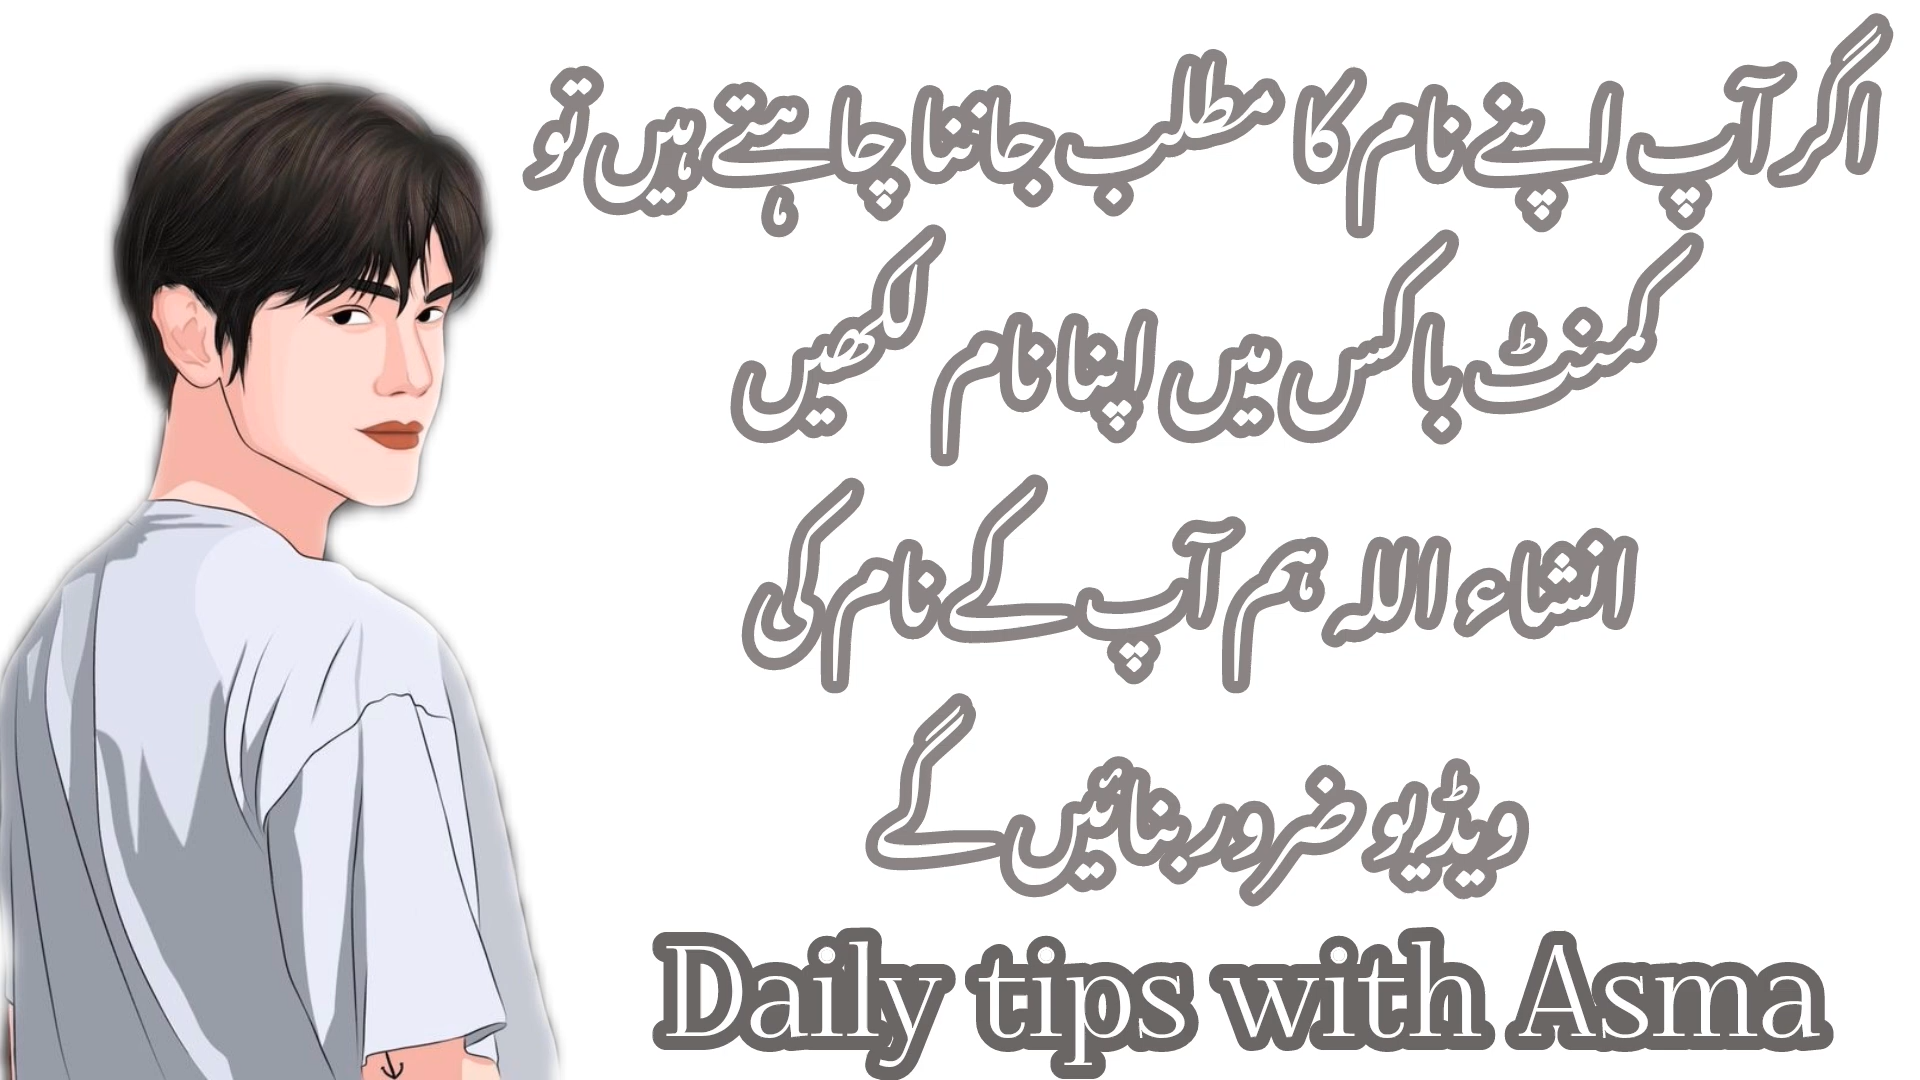 اگر آپ اپنے نام کا مطلب جاننا چاہتے ہیں تو
کمنٹ باکس میں اپنا نام لکھیں
انشاء اللہ ہم آپ کے نام کی
ویڈیو ضرور بنائیں گے
Daily tips with Asma